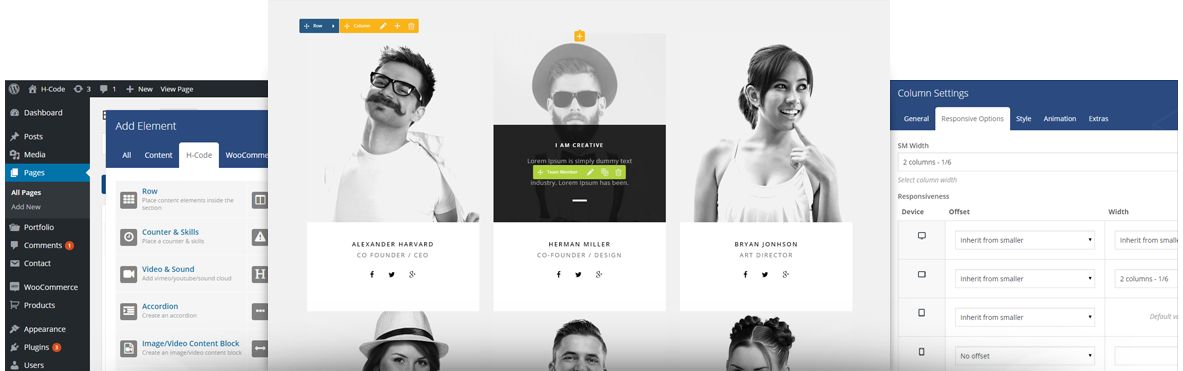 H-Code 3 1 New View Page
Dashboard
Posts
Media
Pages
All Pages
Add New
Portfolio
Comments 1
Contact
WooCommerce
Products
Appearance
Plugins 3
Users
Add Element
All Content H-Code WooComme
Row
Place content elements inside the
section
Counter & Skills
Place a counter & skills
Video & Sound
Add vimeo/youtube/sound cloud
H
Accordion
Create an accordion
Image/Video Content Block
Create an image/video content block
Row Column
I AM CREATIVE
Lorem Ipsum is simply dummy text
Team Member
industry. Lorem Ipsum has been.
ALEXANDER HARVARD
CO FOUNDER / CEO
HERMAN MILLER
CO-FOUNDER / DESIGN
BRYAN JONHSON
ART DIRECTOR
Column Settings
General Responsive Options Style Animation Extras
SM Width
2 columns - 1/6
Select column width
Responsiveness
Device Offset Width
Inherit from smaller Inherit from small
Inherit from smaller 2 columns - 1/6
Inherit from smaller Default v
No offset